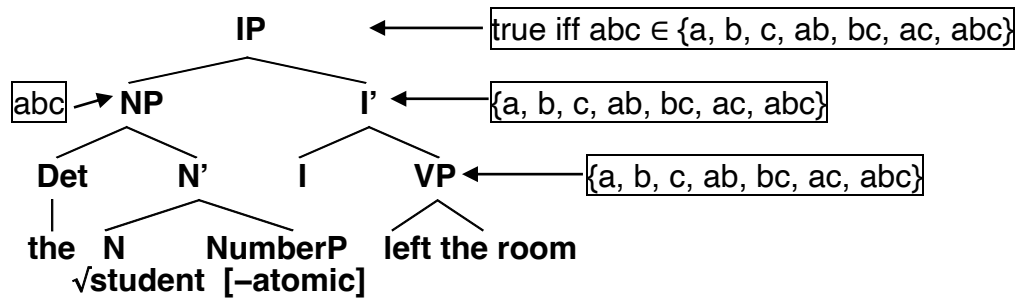 IP true iff abc ∈ {a, b, c, ab, bc, ac, abc}
abc NP I’ {a, b, c, ab, bc, ac, abc}
Det N’ I VP {a, b, c, ab, bc, ac, abc}
the N NumberP left the room
√student [–atomic]